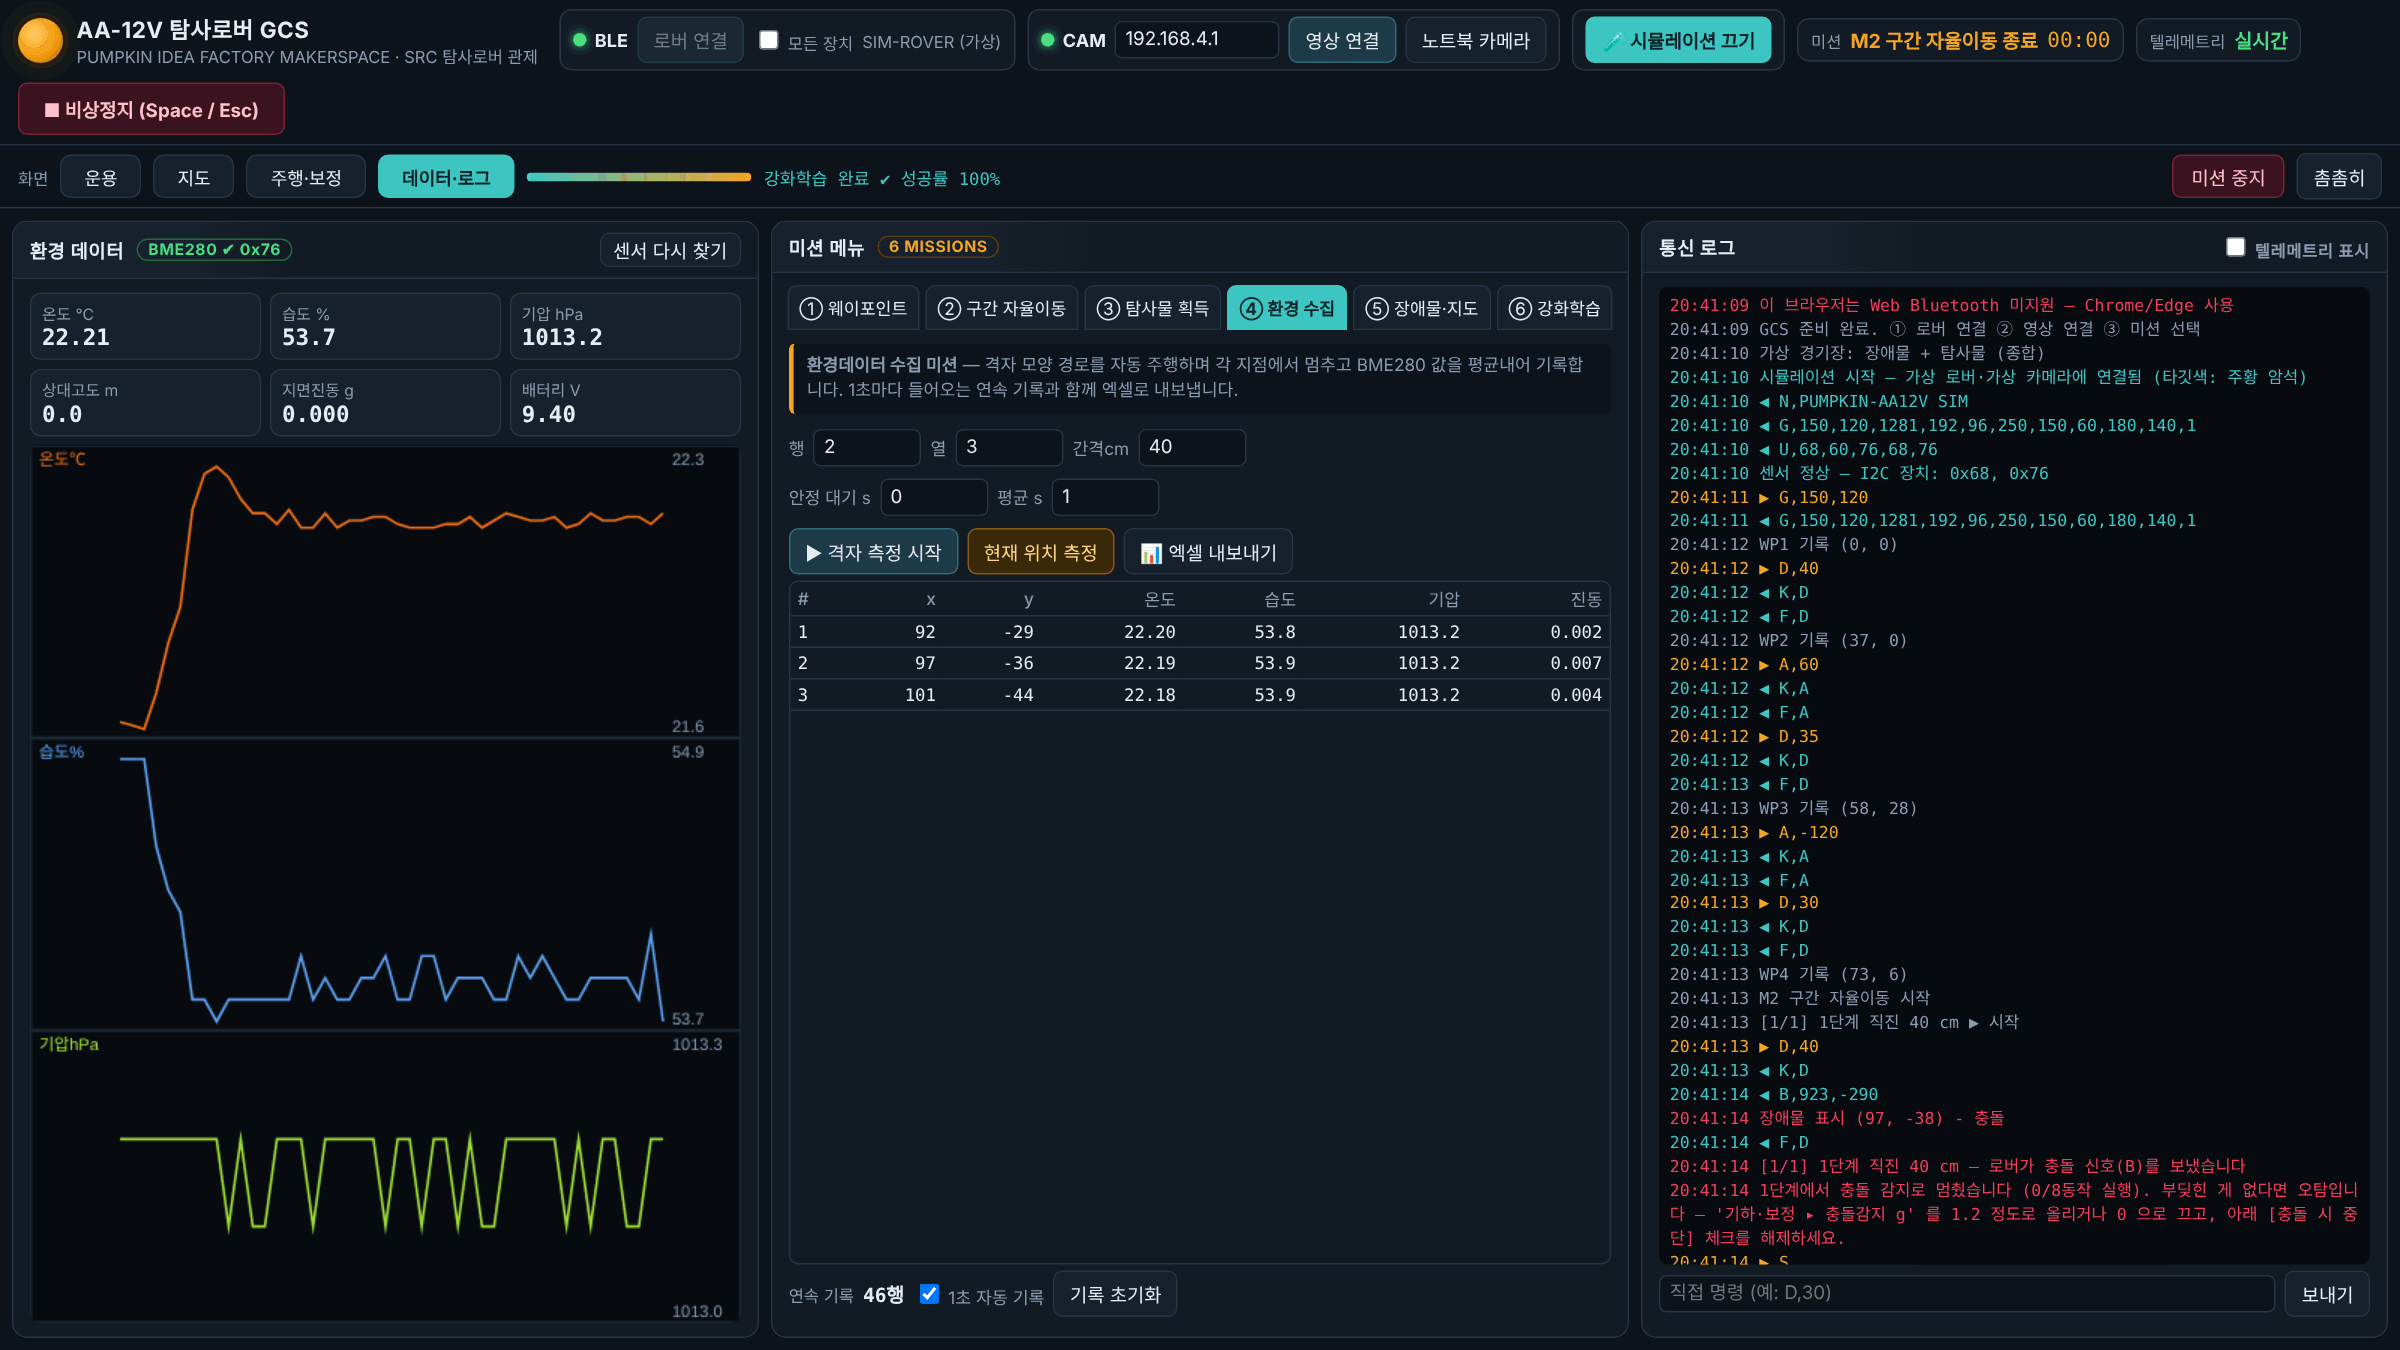 AA-12V 탐사로버 GCS
PUMPKIN IDEA FACTORY MAKERSPACE · SRC 탐사로버 관제
BLE 로버 연결 모든 장치 SIM-ROVER (가상)
CAM 192.168.4.1 영상 연결 노트북 카메라
🧪 시뮬레이션 끄기
미션 M2 구간 자율이동 종료 00:00
텔레메트리 실시간
■ 비상정지 (Space / Esc)
화면 운용 지도 주행·보정 데이터·로그 강화학습 완료 ✔ 성공률 100%
미션 중지 촘촘히
환경 데이터 BME280 ✔ 0x76 센서 다시 찾기
온도 °C 습도 % 기압 hPa
22.21 53.7 1013.2
상대고도 m 지면진동 g 배터리 V
0.0 0.000 9.40
온도°C 22.3
21.6
습도% 54.9
53.7
기압hPa 1013.3
1013.0
미션 메뉴 6 MISSIONS
① 웨이포인트 ② 구간 자율이동 ③ 탐사물 획득 ④ 환경 수집 ⑤ 장애물·지도 ⑥ 강화학습
환경데이터 수집 미션 — 격자 모양 경로를 자동 주행하며 각 지점에서 멈추고 BME280 값을 평균내어 기록합
니다. 1초마다 들어오는 연속 기록과 함께 엑셀로 내보냅니다.
행 2 열 3 간격cm 40
안정 대기 s 0 평균 s 1
▶ 격자 측정 시작 현재 위치 측정 📊 엑셀 내보내기
# x y 온도 습도 기압 진동
1 92 -29 22.20 53.8 1013.2 0.002
2 97 -36 22.19 53.9 1013.2 0.007
3 101 -44 22.18 53.9 1013.2 0.004
연속 기록 46행 1초 자동 기록 기록 초기화
통신 로그 텔레메트리 표시
20:41:09 이 브라우저는 Web Bluetooth 미지원 — Chrome/Edge 사용
20:41:09 GCS 준비 완료. ① 로버 연결 ② 영상 연결 ③ 미션 선택
20:41:10 가상 경기장: 장애물 + 탐사물 (종합)
20:41:10 시뮬레이션 시작 — 가상 로버·가상 카메라에 연결됨 (타깃색: 주황 암석)
20:41:10 ◀ N,PUMPKIN-AA12V SIM
20:41:10 ◀ G,150,120,1281,192,96,250,150,60,180,140,1
20:41:10 ◀ U,68,60,76,68,76
20:41:10 센서 정상 — I2C 장치: 0x68, 0x76
20:41:11 ▶ G,150,120
20:41:11 ◀ G,150,120,1281,192,96,250,150,60,180,140,1
20:41:12 WP1 기록 (0, 0)
20:41:12 ▶ D,40
20:41:12 ◀ K,D
20:41:12 ◀ F,D
20:41:12 WP2 기록 (37, 0)
20:41:12 ▶ A,60
20:41:12 ◀ K,A
20:41:12 ◀ F,A
20:41:12 ▶ D,35
20:41:12 ◀ K,D
20:41:13 ◀ F,D
20:41:13 WP3 기록 (58, 28)
20:41:13 ▶ A,-120
20:41:13 ◀ K,A
20:41:13 ◀ F,A
20:41:13 ▶ D,30
20:41:13 ◀ K,D
20:41:13 ◀ F,D
20:41:13 WP4 기록 (73, 6)
20:41:13 M2 구간 자율이동 시작
20:41:13 [1/1] 1단계 직진 40 cm ▶ 시작
20:41:13 ▶ D,40
20:41:13 ◀ K,D
20:41:14 ◀ B,923,-290
20:41:14 장애물 표시 (97, -38) - 충돌
20:41:14 ◀ F,D
20:41:14 [1/1] 1단계 직진 40 cm — 로버가 충돌 신호(B)를 보냈습니다
20:41:14 1단계에서 충돌 감지로 멈췄습니다 (0/8동작 실행). 부딪힌 게 없다면 오탐입니
다 — '기하·보정 ▸ 충돌감지 g' 를 1.2 정도로 올리거나 0 으로 끄고, 아래 [충돌 시 중
단] 체크를 해제하세요.
20:41:14 ▶ S
직접 명령 (예: D,30) 보내기